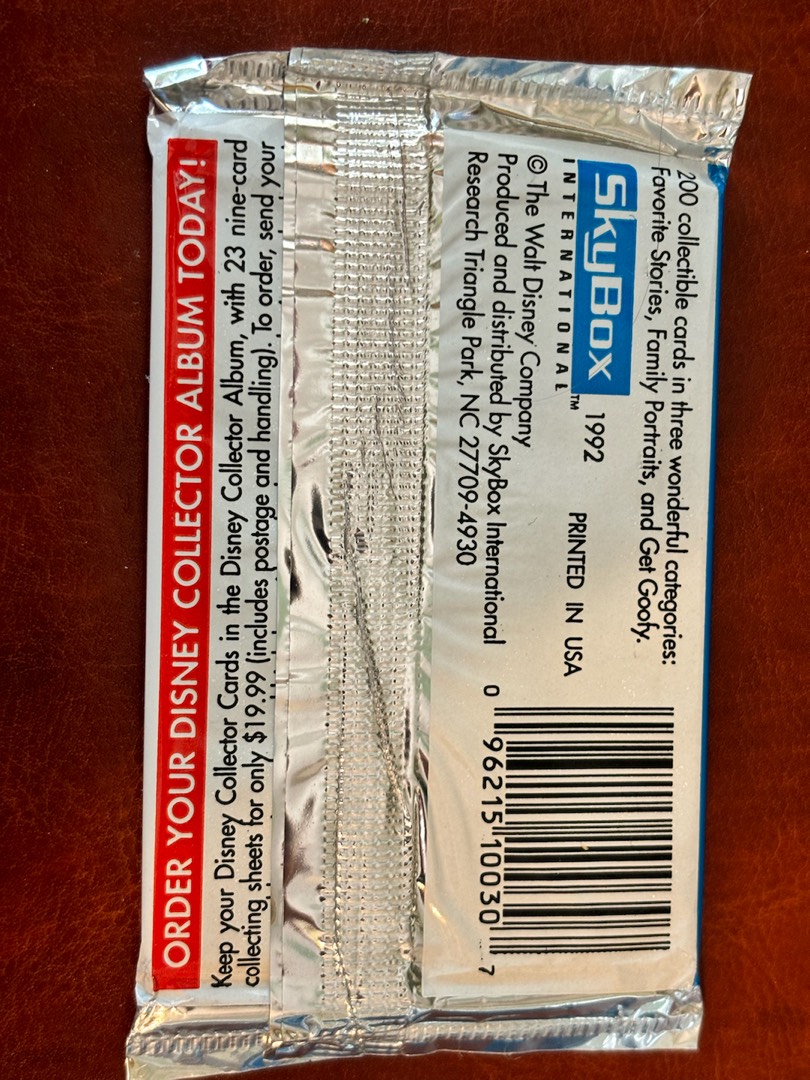 200 collectible cards in three wonderful categories:
Favorite Stories, Family Portraits, and Get Goofy.
SkyBox
INTERNATIONAL™ 1992 PRINTED IN USA
© The Walt Disney Company
Produced and distributed by SkyBox International
Research Triangle Park, NC 27709-4930
0 96215 10030 7
ORDER YOUR DISNEY COLLECTOR ALBUM TODAY!
Keep your Disney Collector Cards in the Disney Collector Album, with 23 nine-card
collecting sheets for only $19.99 (includes postage and handling). To order, send your